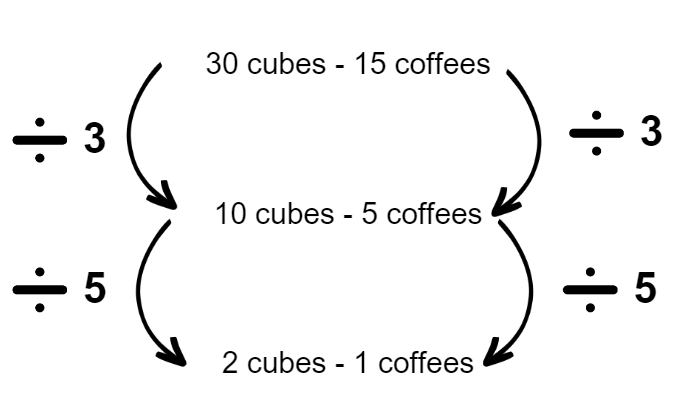 30 cubes - 15 coffees
÷ 3
÷ 3
10 cubes - 5 coffees
÷ 5
÷ 5
2 cubes - 1 coffees